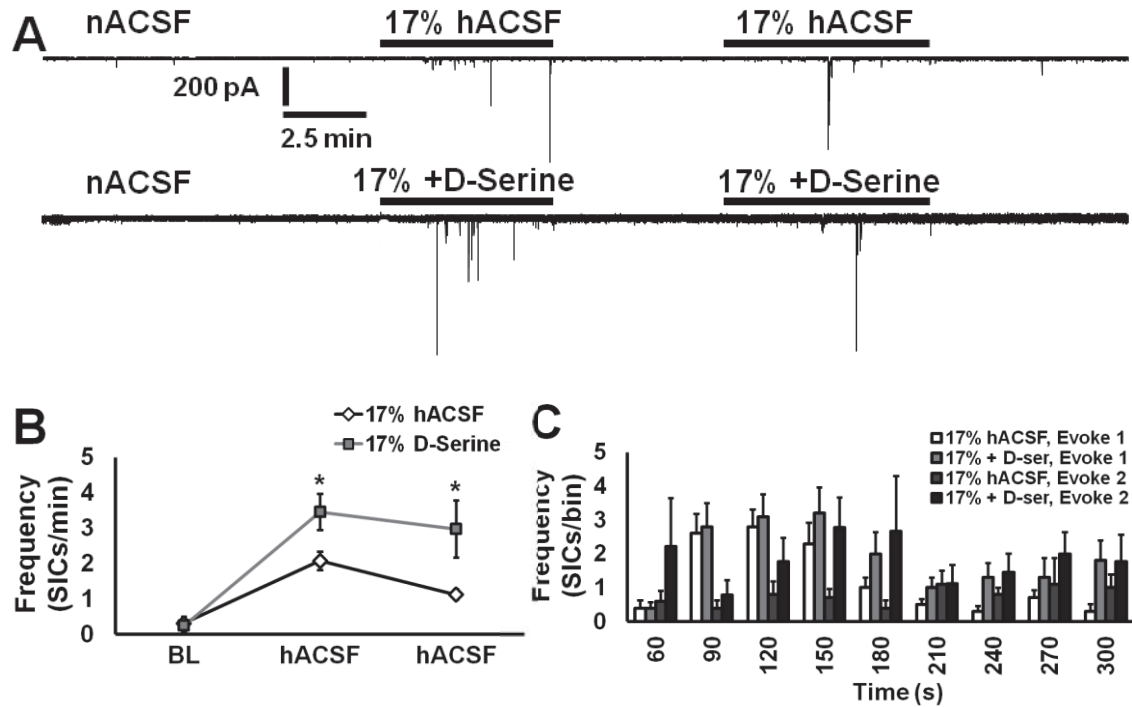 A
nACSF
17% hACSF
17% hACSF
200 pA
2.5 min
nACSF
17% +D-Serine
17% +D-Serine
B
17% hACSF
17% D-Serine
Frequency
(SICs/min)
5
4
3
2
1
0
*
*
BL
hACSF
hACSF
C
17% hACSF, Evoke 1
17% + D-ser, Evoke 1
17% hACSF, Evoke 2
17% + D-ser, Evoke 2
Frequency
(SICs/bin)
5
4
3
2
1
0
60
90
120
150
180
210
240
270
300
Time (s)